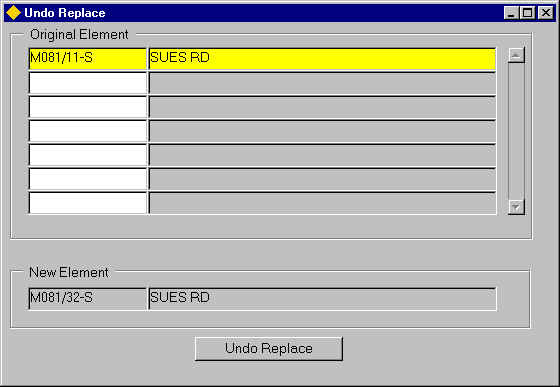 Undo Replace
Original Element
M081/11-S SUES RD
New Element
M081/32-S SUES RD
Undo Replace